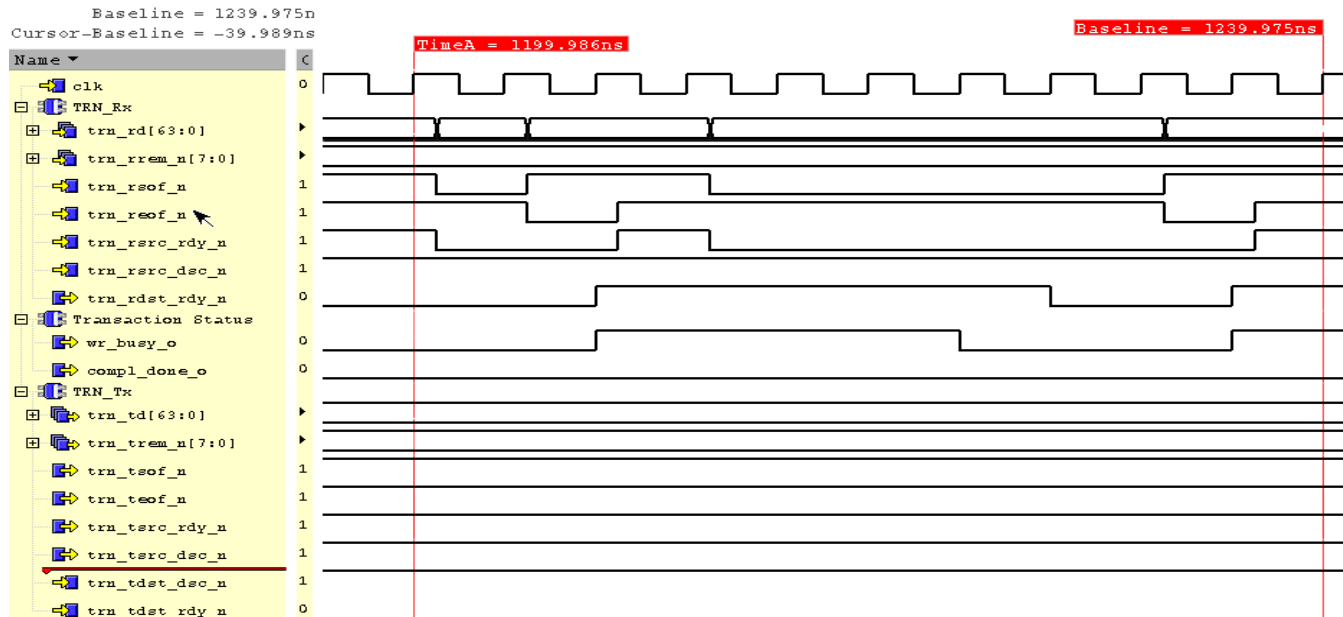 Baseline = 1239.975n
Cursor-Baseline = -39.989ns
TimeA = 1199.986ns
Baseline = 1239.975ns
Name C
clk 0
TRN_Rx
trn_rd[63:0]
trn_rrem_n[7:0]
trn_rsof_n 1
trn_reof_n 1
trn_rsrc_rdy_n 1
trn_rsrc_dsc_n 1
trn_rdst_rdy_n 0
Transaction Status
wr_busy_o 0
compl_done_o 0
TRN_Tx
trn_td[63:0]
trn_trem_n[7:0]
trn_tsof_n 1
trn_teof_n 1
trn_tsrc_rdy_n 1
trn_tsrc_dsc_n 1
trn_tdst_dsc_n 1
trn_tdst_rdy_n 0